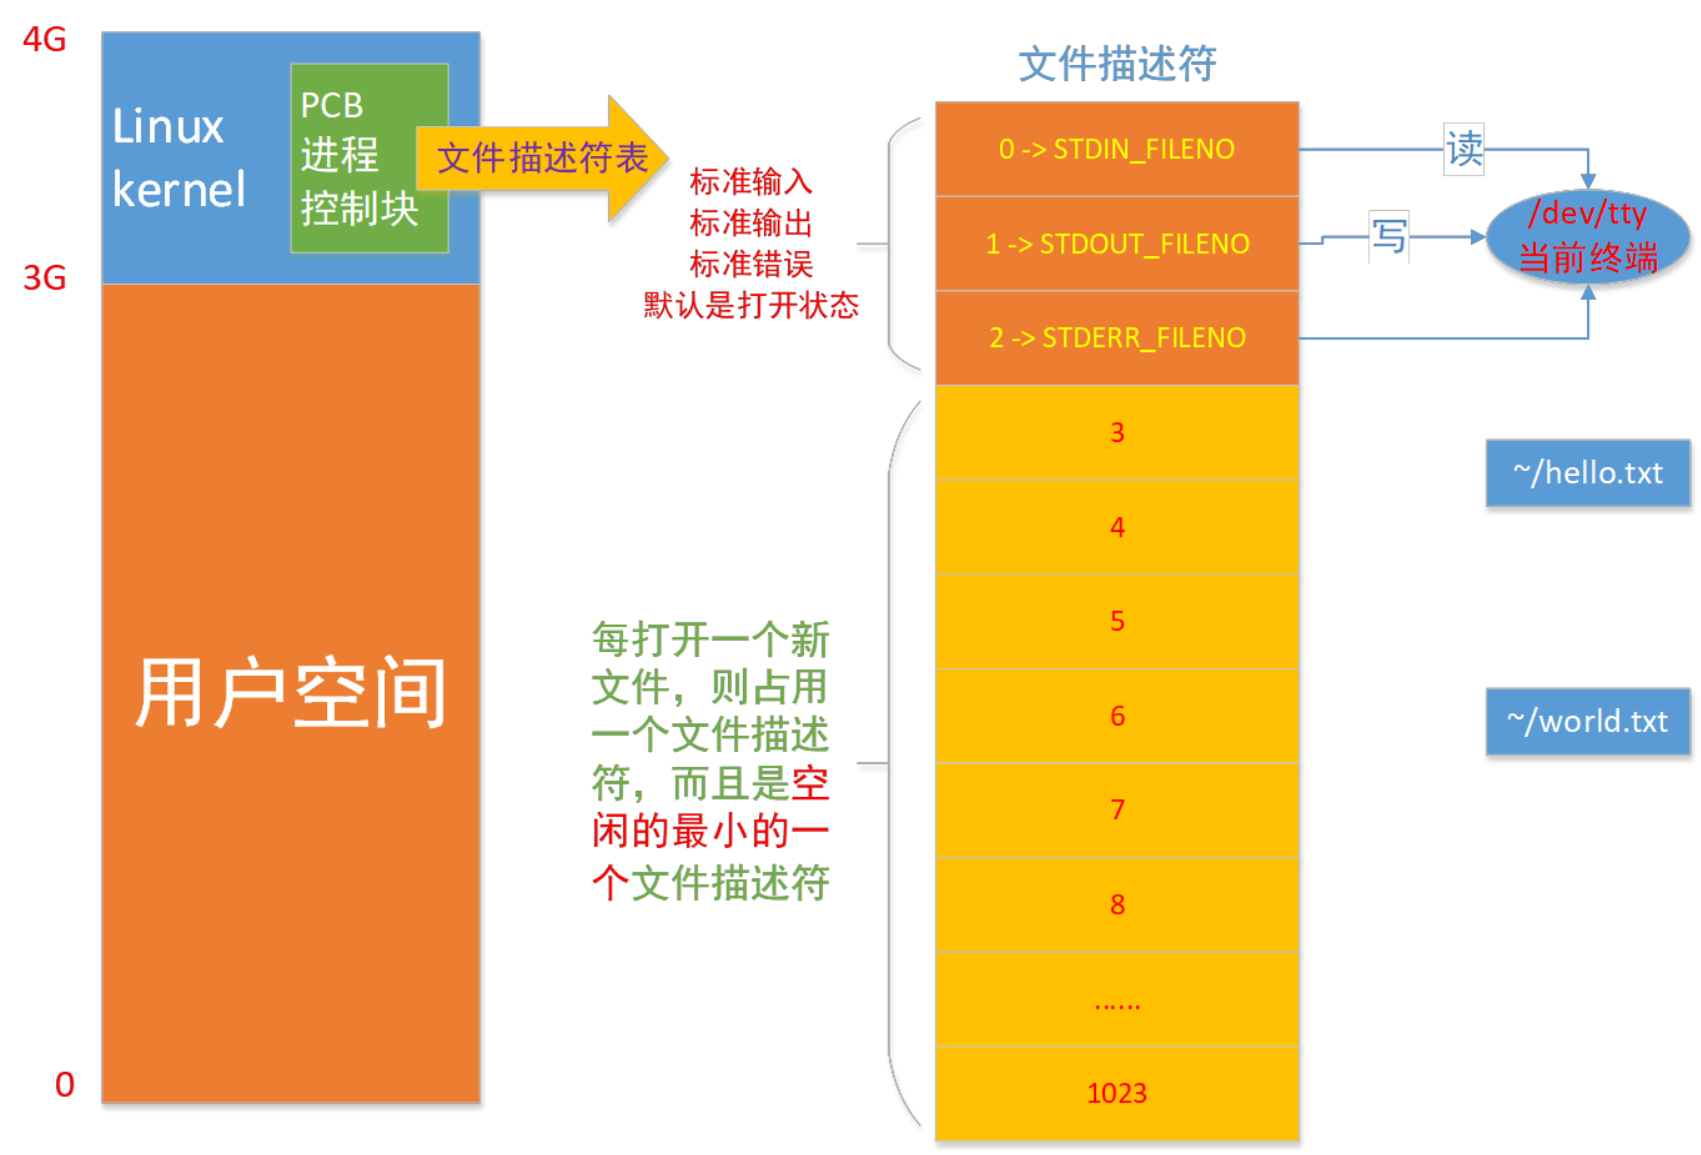 4G
Linux
kernel
PCB
进程
控制块
文件描述符表
3G
用户空间
0
标准输入
标准输出
标准错误
默认是打开状态
每打开一个新
文件，则占用
一个文件描述
符，而且是空
闲的最小的一
个文件描述符
文件描述符
0 -> STDIN_FILENO
1 -> STDOUT_FILENO
2 -> STDERR_FILENO
3
4
5
6
7
8
......
1023
读
写
/dev/tty
当前终端
~/hello.txt
~/world.txt